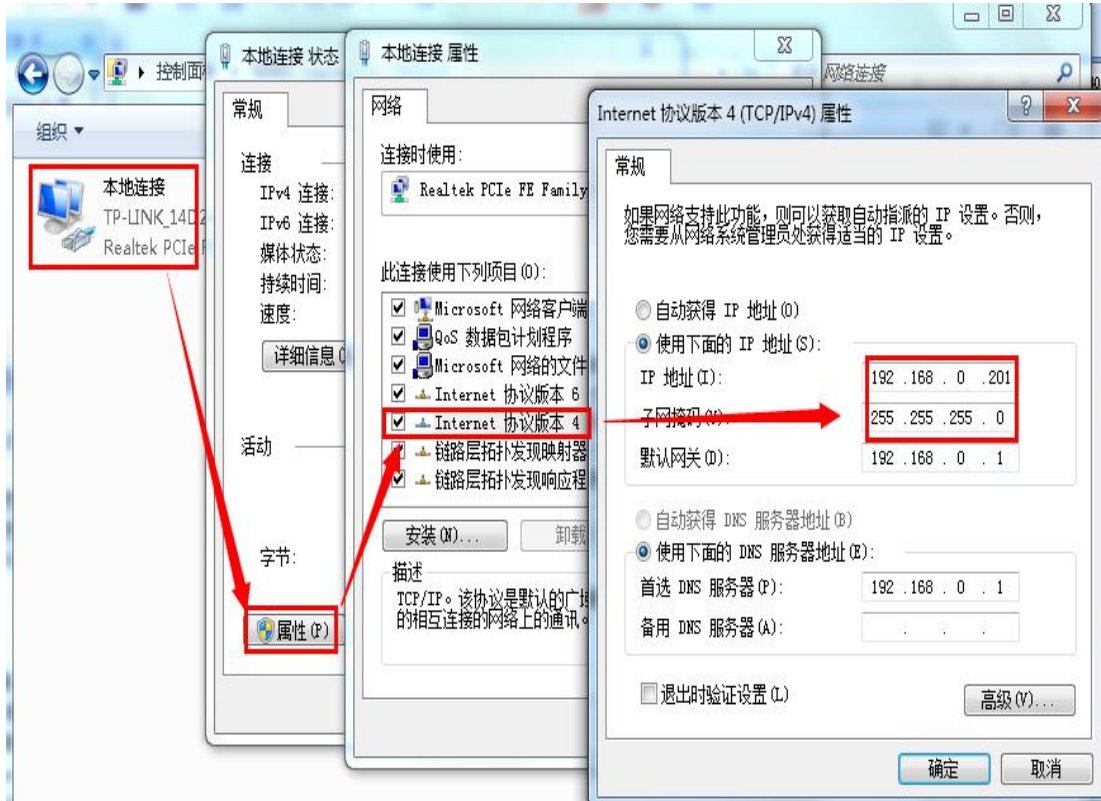 控制面
网络连接
组织
本地连接
TP-LINK_14D2
Realtek PCIe F
本地连接 状态
常规
连接
IPv4 连接:
IPv6 连接:
媒体状态:
持续时间:
速度:
详细信息(
活动
字节:
属性(P)
本地连接 属性
网络
连接时使用:
Realtek PCIe FE Family
此连接使用下列项目(O):
Microsoft 网络客户端
QoS 数据包计划程序
Microsoft 网络的文件
Internet 协议版本 6
Internet 协议版本 4
链路层拓扑发现映射器
链路层拓扑发现响应程
安装(N)...
卸载
描述
TCP/IP。该协议是默认的广域
的相互连接的网络上的通讯。
Internet 协议版本 4 (TCP/IPv4) 属性
常规
如果网络支持此功能，则可以获取自动指派的 IP 设置。否则，
您需要从网络系统管理员处获得适当的 IP 设置。
自动获得 IP 地址(O)
使用下面的 IP 地址(S):
IP 地址(I): 192 .168 . 0 .201
子网掩码(U): 255 .255 .255 . 0
默认网关(D): 192 .168 . 0 . 1
自动获得 DNS 服务器地址(B)
使用下面的 DNS 服务器地址(E):
首选 DNS 服务器(P): 192 .168 . 0 . 1
备用 DNS 服务器(A): . . .
退出时验证设置(L)
高级(V)...
确定
取消